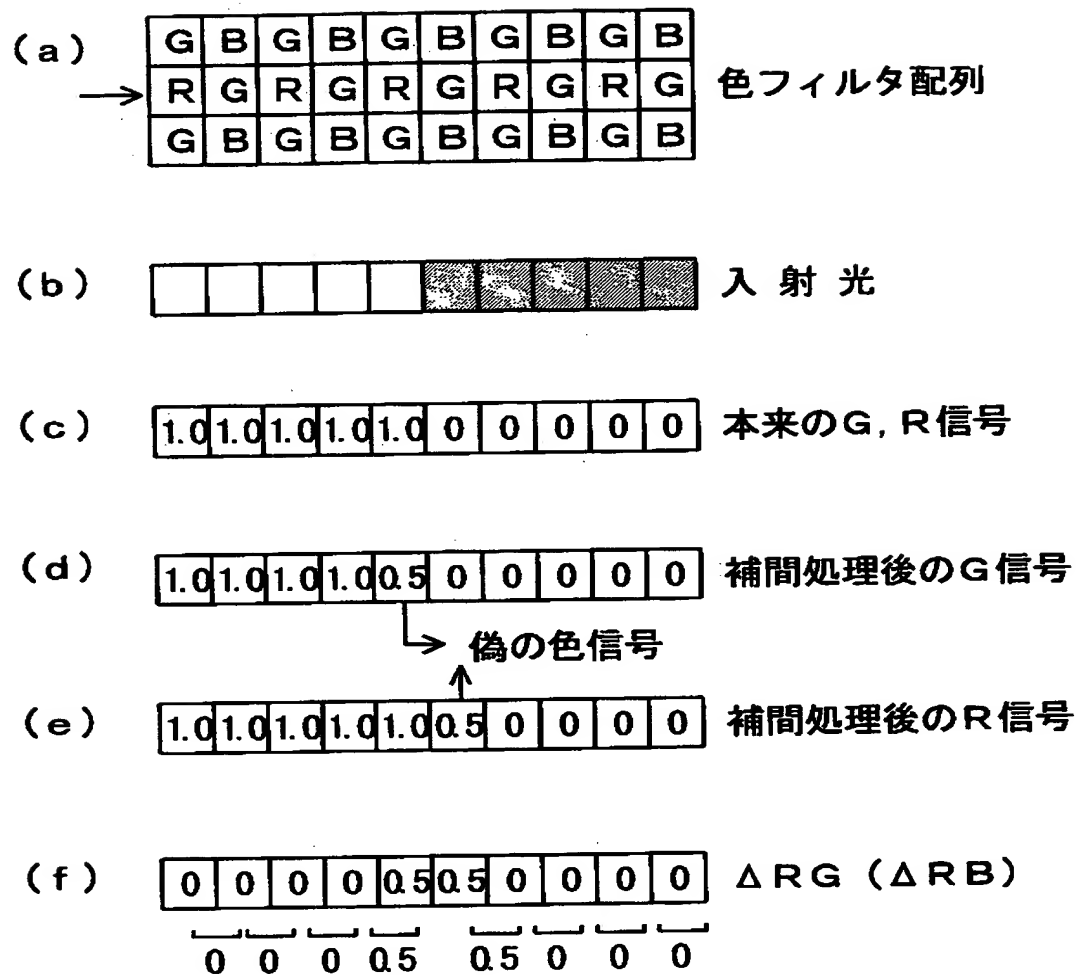 (a)
G B G B G B G B G B
R G R G R G R G R G
G B G B G B G B G B
色フィルタ配列
(b) 入射光
(c) 1.0 1.0 1.0 1.0 1.0 0 0 0 0 0 本来のG,R信号
(d) 1.0 1.0 1.0 1.0 0.5 0 0 0 0 0 補間処理後のG信号
偽の色信号
(e) 1.0 1.0 1.0 1.0 1.0 0.5 0 0 0 0 補間処理後のR信号
(f) 0 0 0 0 0.5 0.5 0 0 0 0 ΔRG(ΔRB)
0 0 0 0.5 0.5 0 0 0